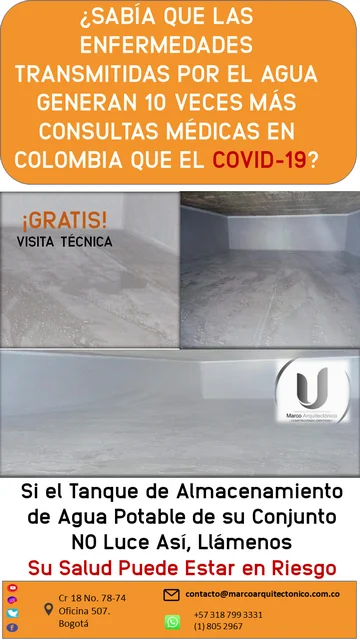 ¿SABÍA QUE LAS
ENFERMEDADES
TRANSMITIDAS POR EL AGUA
GENERAN 10 VECES MÁS
CONSULTAS MÉDICAS EN
COLOMBIA QUE EL COVID-19?
¡GRATIS!
VISITA TÉCNICA
Marco Arquitectónico
Si el Tanque de Almacenamiento
de Agua Potable de su Conjunto
NO Luce Así, Llámenos
Su Salud Puede Estar en Riesgo
Cr 18 No. 78-74
Oficina 507.
Bogotá
contacto@marcoarquitectonico.com.co
+57 318 799 3331
(1) 805 2967